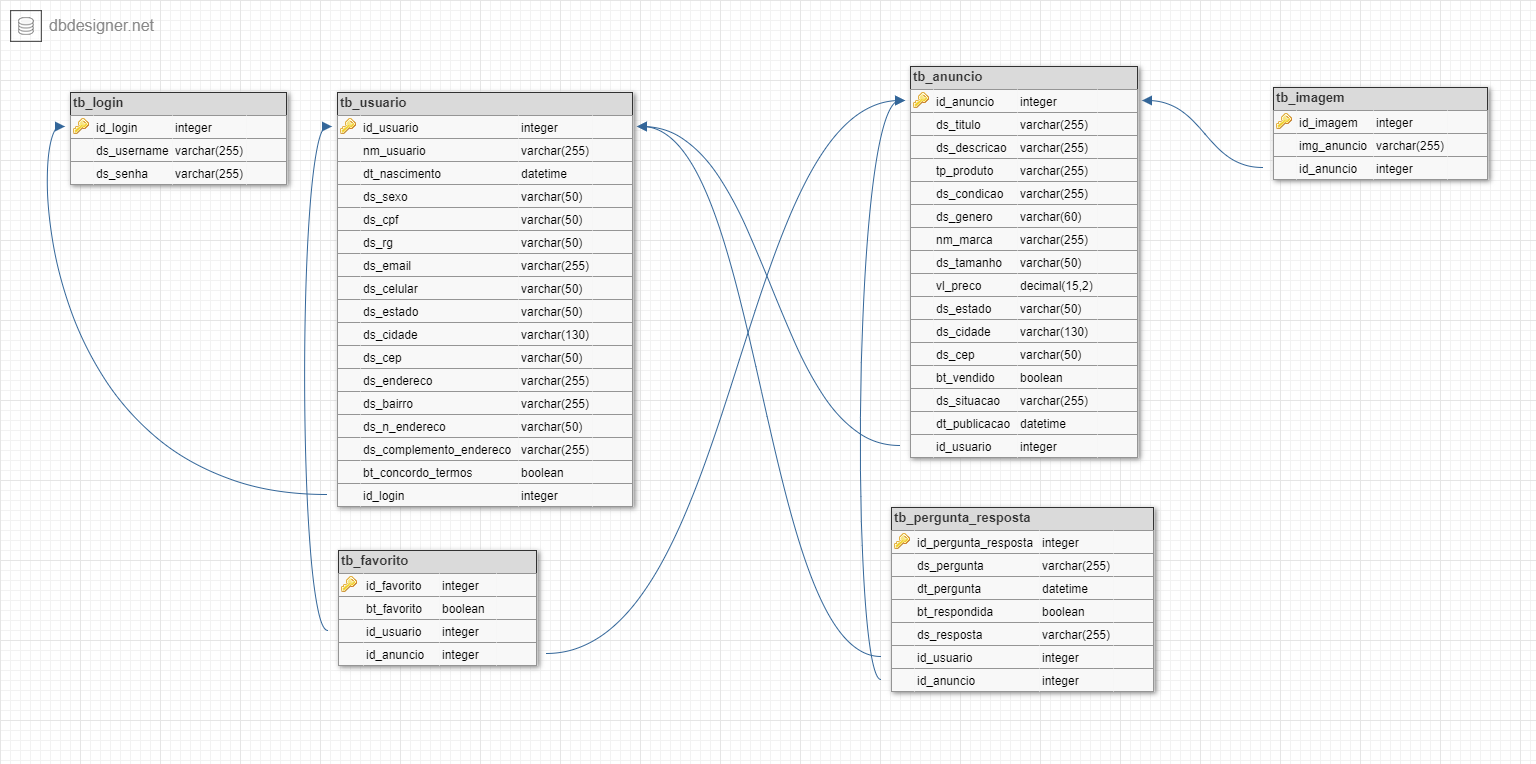 dbdesigner.net
tb_login
id_login integer
ds_username varchar(255)
ds_senha varchar(255)
tb_usuario
id_usuario integer
nm_usuario varchar(255)
dt_nascimento datetime
ds_sexo varchar(50)
ds_cpf varchar(50)
ds_rg varchar(50)
ds_email varchar(255)
ds_celular varchar(50)
ds_estado varchar(50)
ds_cidade varchar(130)
ds_cep varchar(50)
ds_endereco varchar(255)
ds_bairro varchar(255)
ds_n_endereco varchar(50)
ds_complemento_endereco varchar(255)
bt_concordo_termos boolean
id_login integer
tb_favorito
id_favorito integer
bt_favorito boolean
id_usuario integer
id_anuncio integer
tb_anuncio
id_anuncio integer
ds_titulo varchar(255)
ds_descricao varchar(255)
tp_produto varchar(255)
ds_condicao varchar(255)
ds_genero varchar(60)
nm_marca varchar(255)
ds_tamanho varchar(50)
vl_preco decimal(15,2)
ds_estado varchar(50)
ds_cidade varchar(130)
ds_cep varchar(50)
bt_vendido boolean
ds_situacao varchar(255)
dt_publicacao datetime
id_usuario integer
tb_pergunta_resposta
id_pergunta_resposta integer
ds_pergunta varchar(255)
dt_pergunta datetime
bt_respondida boolean
ds_resposta varchar(255)
id_usuario integer
id_anuncio integer
tb_imagem
id_imagem integer
img_anuncio varchar(255)
id_anuncio integer